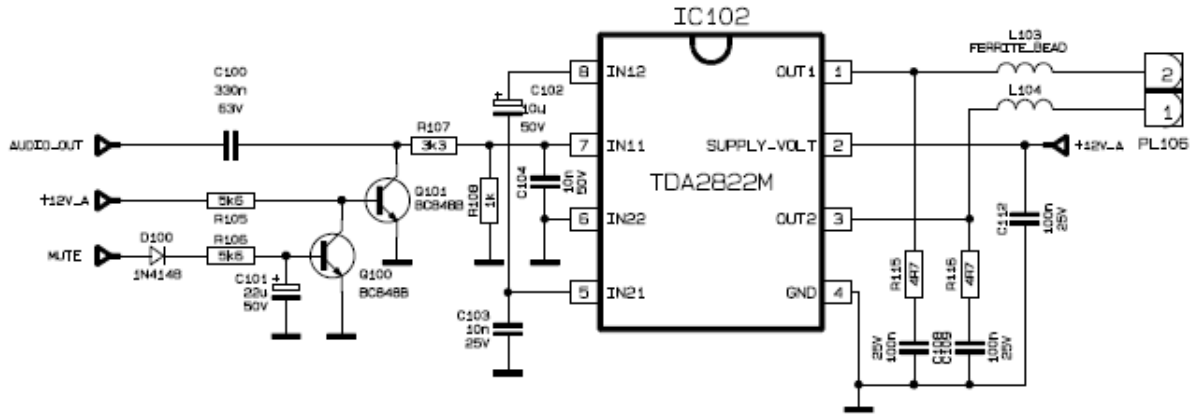 IC102
C100
330n
63V
AUDIO_OUT
R107
3k3
+12V_A
5k6
R105
MUTE
D100
1N4148
R106
5k6
C101
+
22u
50V
Q101
BC848B
Q100
BC848B
R108
1k
C104
10n
50V
+
C102
10u
50V
C103
10n
25V
8 IN12
7 IN11
6 IN22
5 IN21
TDA2822M
OUT1 1
SUPPLY_VOLT 2
OUT2 3
GND 4
L103
FERRITE_BEAD
L104
2
1
PL105
+12V_A
C112
100n
25V
R115
4R7
R116
4R7
25V
100n
C108
C109
100n
25V